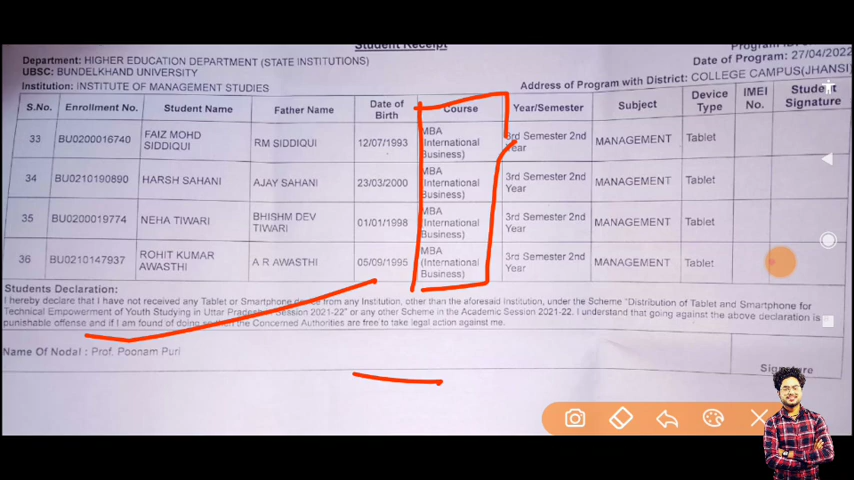 Student Receipt
Department: HIGHER EDUCATION DEPARTMENT (STATE INSTITUTIONS)
Date of Program: 27/04/2022
UBSC: BUNDELKHAND UNIVERSITY
Institution: INSTITUTE OF MANAGEMENT STUDIES
Address of Program with District: COLLEGE CAMPUS(JHANSI)
S.No. Enrollment No. Student Name Father Name Date of Birth Course Year/Semester Subject Device Type IMEI No. Student Signature
33 BU0200016740 FAIZ MOHD SIDDIQUI RM SIDDIQUI 12/07/1993 MBA (International Business) 3rd Semester 2nd Year MANAGEMENT Tablet
34 BU0210190890 HARSH SAHANI AJAY SAHANI 23/03/2000 MBA (International Business) 3rd Semester 2nd Year MANAGEMENT Tablet
35 BU0200019774 NEHA TIWARI BHISHM DEV TIWARI 01/01/1998 MBA (International Business) 3rd Semester 2nd Year MANAGEMENT Tablet
36 BU0210147937 ROHIT KUMAR AWASTHI A R AWASTHI 05/09/1995 MBA (International Business) 3rd Semester 2nd Year MANAGEMENT Tablet
Students Declaration:
I hereby declare that I have not received any Tablet or Smartphone device from any Institution, other than the aforesaid Institution, under the Scheme "Distribution of Tablet and Smartphone for
Technical Empowerment of Youth Studying in Uttar Pradesh Session 2021-22" or any other Scheme in the Academic Session 2021-22. I understand that going against the above declaration is
punishable offense and if I am found of doing so then the Concerned Authorities are free to take legal action against me.
Name Of Nodal : Prof. Poonam Puri
Signature